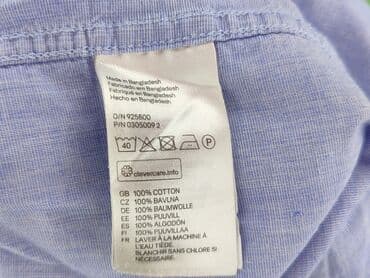 Made in Bangladesh
Fabricado en Bangladesh
Fabriqué en Bangladesh
Hecho en Bangladesh
O/N 925800
P/N 0305009 2
40 P
clevercare.info
GB 100% COTTON
CZ 100% BAVLNA
DE 100% BAUMWOLLE
EE 100% PUUVILL
ES 100% ALGODÓN
FI 100% PUUVILLAA
FR LAVER À LA MACHINE À
L'EAU TIÈDE.
BLANCHIR SANS CHLORE SI
NÉCESSAIRE.